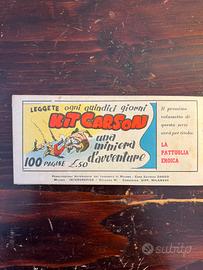 LEGGETE ogni quindici giorni
KIT CARSON
una
miniera
d'avventure
100 PAGINE L.50
Il prossimo
volumetto di
questa serie
avrà per titolo:
LA
PATTUGLIA
EROICA
subito